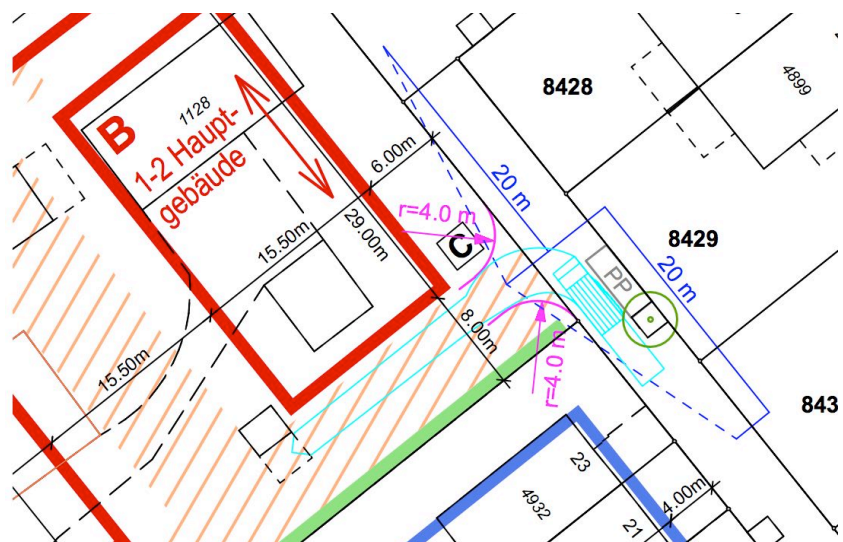 8428
4899
1128
B
1-2 Haupt-
gebäude
6.00m
20 m
r=4.0 m
29.00m
C
8429
15.50m
PP
20 m
8.00m
15.50m
r=4.0 m
843
23
4932
4.00m
21